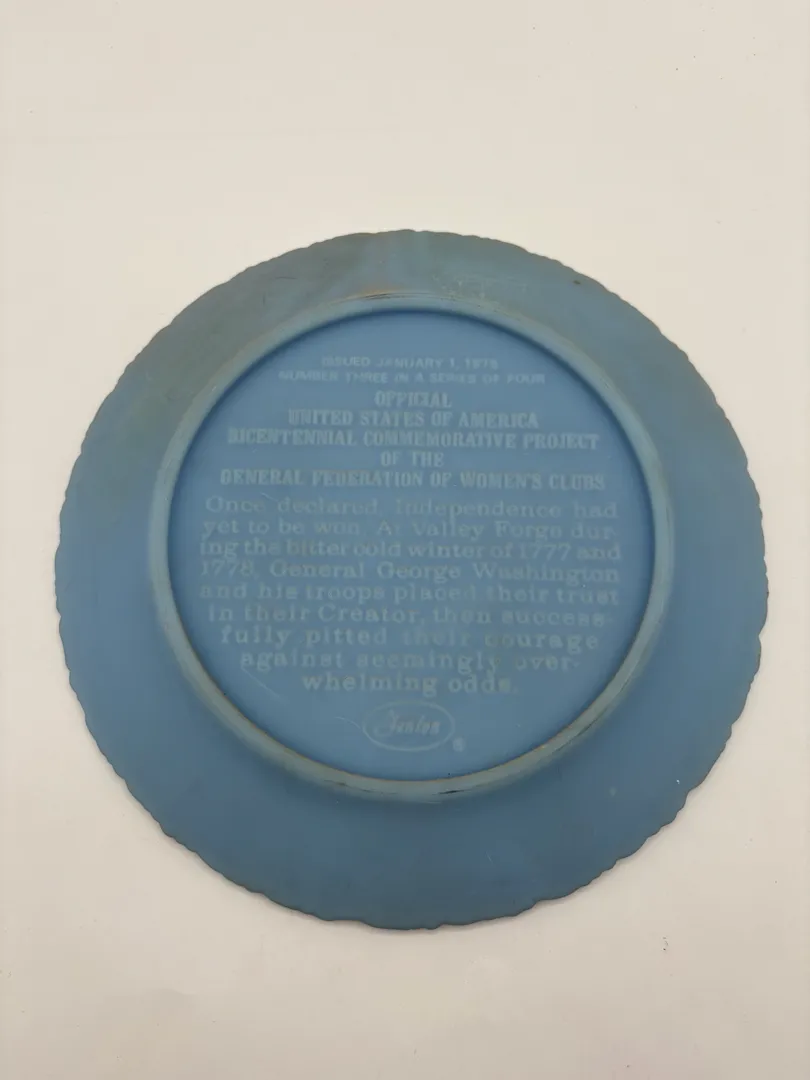 ISSUED JANUARY 1, 1976
NUMBER THREE IN A SERIES OF FOUR
OFFICIAL
UNITED STATES OF AMERICA
BICENTENNIAL COMMEMORATIVE PROJECT
OF THE
GENERAL FEDERATION OF WOMEN'S CLUBS
Once declared, Independence had
yet to be won. At Valley Forge dur-
ing the bitter cold winter of 1777 and
1778, General George Washington
and his troops placed their trust
in their Creator, then success-
fully pitted their courage
against seemingly over-
whelming odds.
Fenton
®